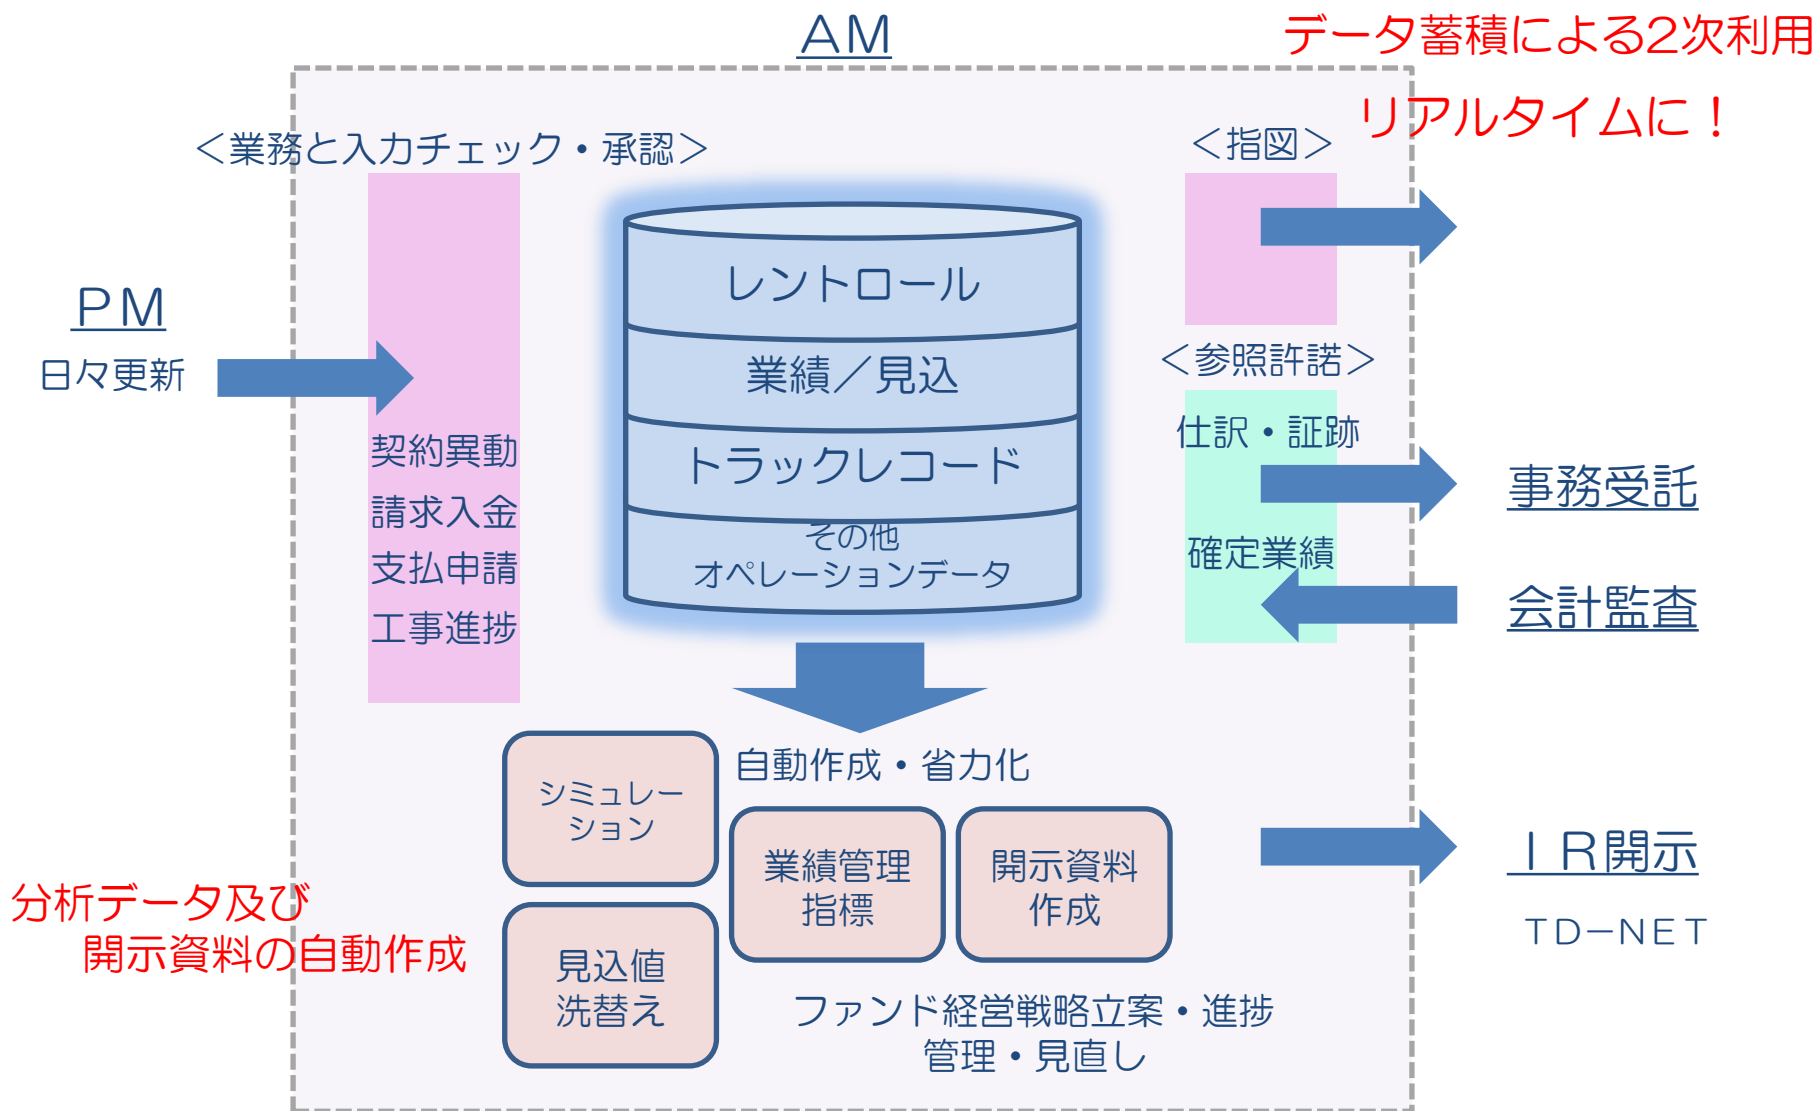 AM
データ蓄積による2次利用
リアルタイムに！
＜業務と入力チェック・承認＞
＜指図＞
PM
日々更新
レントロール
業績／見込
トラックレコード
その他
オペレーションデータ
契約異動
請求入金
支払申請
工事進捗
＜参照許諾＞
仕訳・証跡
確定業績
事務受託
会計監査
自動作成・省力化
シミュレー
ション
業績管理
指標
開示資料
作成
見込値
洗替え
ＩＲ開示
ＴＤ－ＮＥＴ
分析データ及び
開示資料の自動作成
ファンド経営戦略立案・進捗
管理・見直し